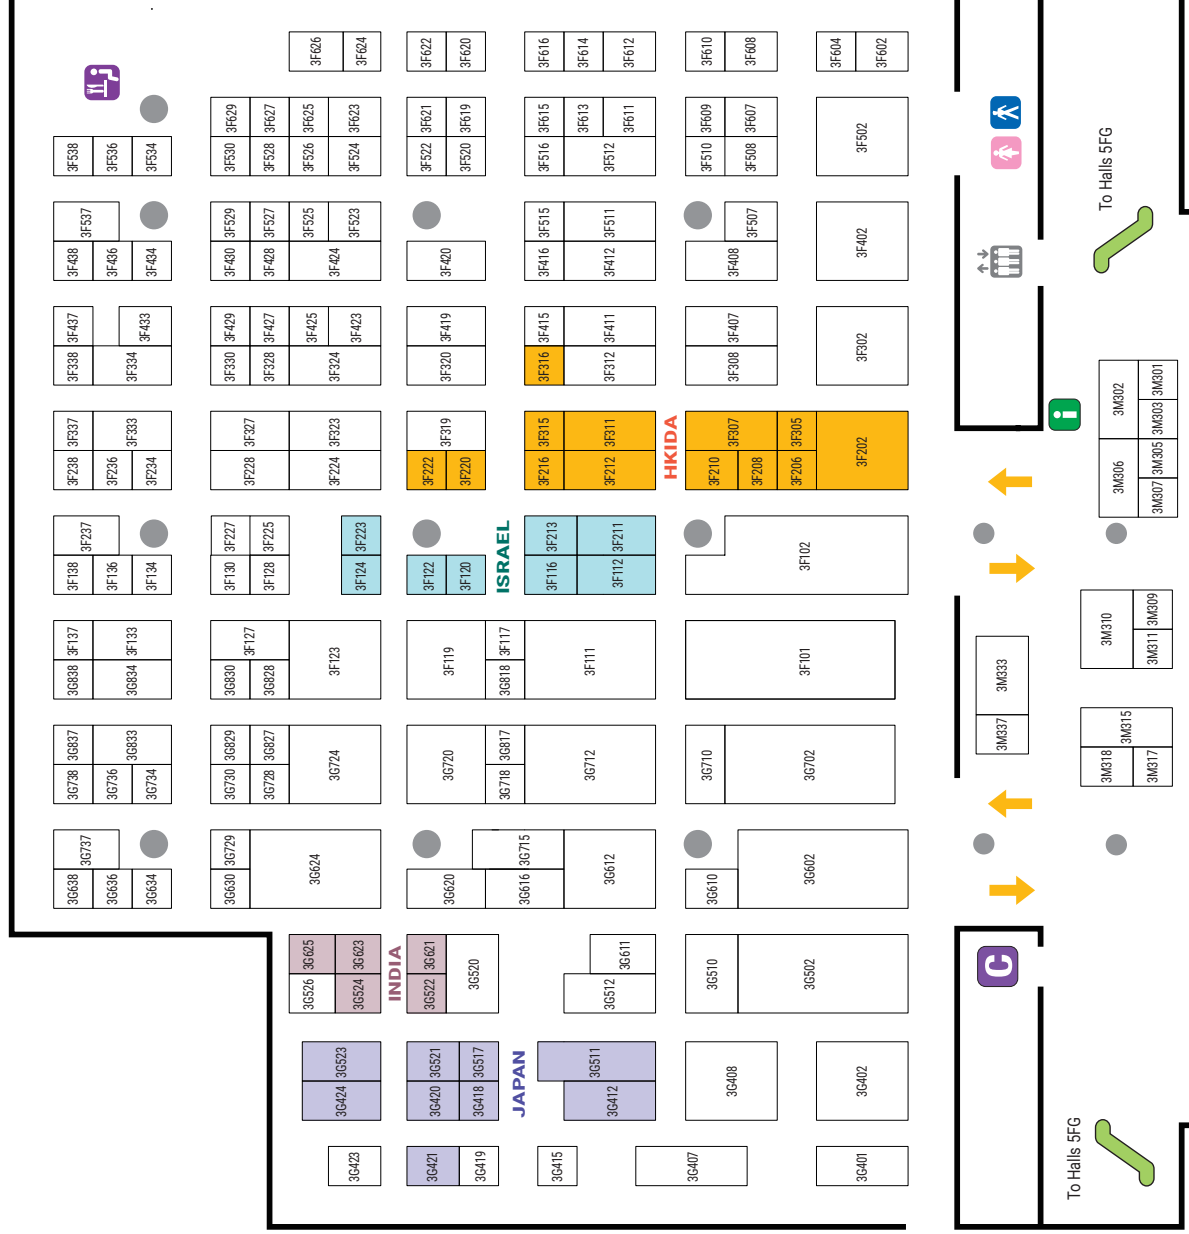 3F626 3F624 3F622 3F620 3F616 3F614 3F612 3F610 3F608 3F604 3F602
3F629 3F627 3F625 3F623 3F621 3F619 3F615 3F613 3F611 3F609 3F607 3F502
3F538 3F536 3F534 3F530 3F528 3F526 3F524 3F522 3F520 3F516 3F512 3F510 3F508
To Halls 5FG
3F537 3F529 3F527 3F525 3F523 3F515 3F511 3F507 3F402
3F438 3F436 3F434 3F430 3F428 3F424 3F420 3F416 3F412 3F408
3F437 3F433 3F429 3F427 3F425 3F423 3F419 3F415 3F411 3F407 3F302
3F338 3F334 3F330 3F328 3F324 3F320 3F316 3F312 3F308
i
3M302 3M301
3M303
3F337 3F333 3F327 3F323 3F319 3F315 3F311 HKIDA 3F307 3F305 3F202
3F238 3F236 3F234 3F228 3F224 3F222 3F220 3F216 3F212 3F210 3F208 3F206
3M306 3M305
3M307
3F237 3F227 3F225 3F223 ISRAEL 3F213 3F211 3F102
3F138 3F136 3F134 3F130 3F128 3F124 3F122 3F120 3F116 3F112
3M310 3M309
3M311
3F137 3F133 3F127 3F123 3F119 3F117 3F111 3F101
3G838 3G834 3G830 3G828 3G818
3M333
3M337
3M315
3M318 3M317
3G837 3G833 3G829 3G827 3G724 3G720 3G817 3G712 3G710 3G702
3G738 3G736 3G734 3G730 3G728 3G718
3G737 3G729 3G624 3G715 3G612 3G602
3G638 3G636 3G634 3G630 3G620 3G616 3G610
3G625 3G623 INDIA 3G621 3G520 3G611 3G510 3G502
3G526 3G524 3G522 3G512
C
3G523 3G521 3G517 JAPAN 3G511 3G408 3G402
3G424 3G420 3G418 3G412
3G423 3G421 3G419 3G415 3G407 3G401
To Halls 5FG